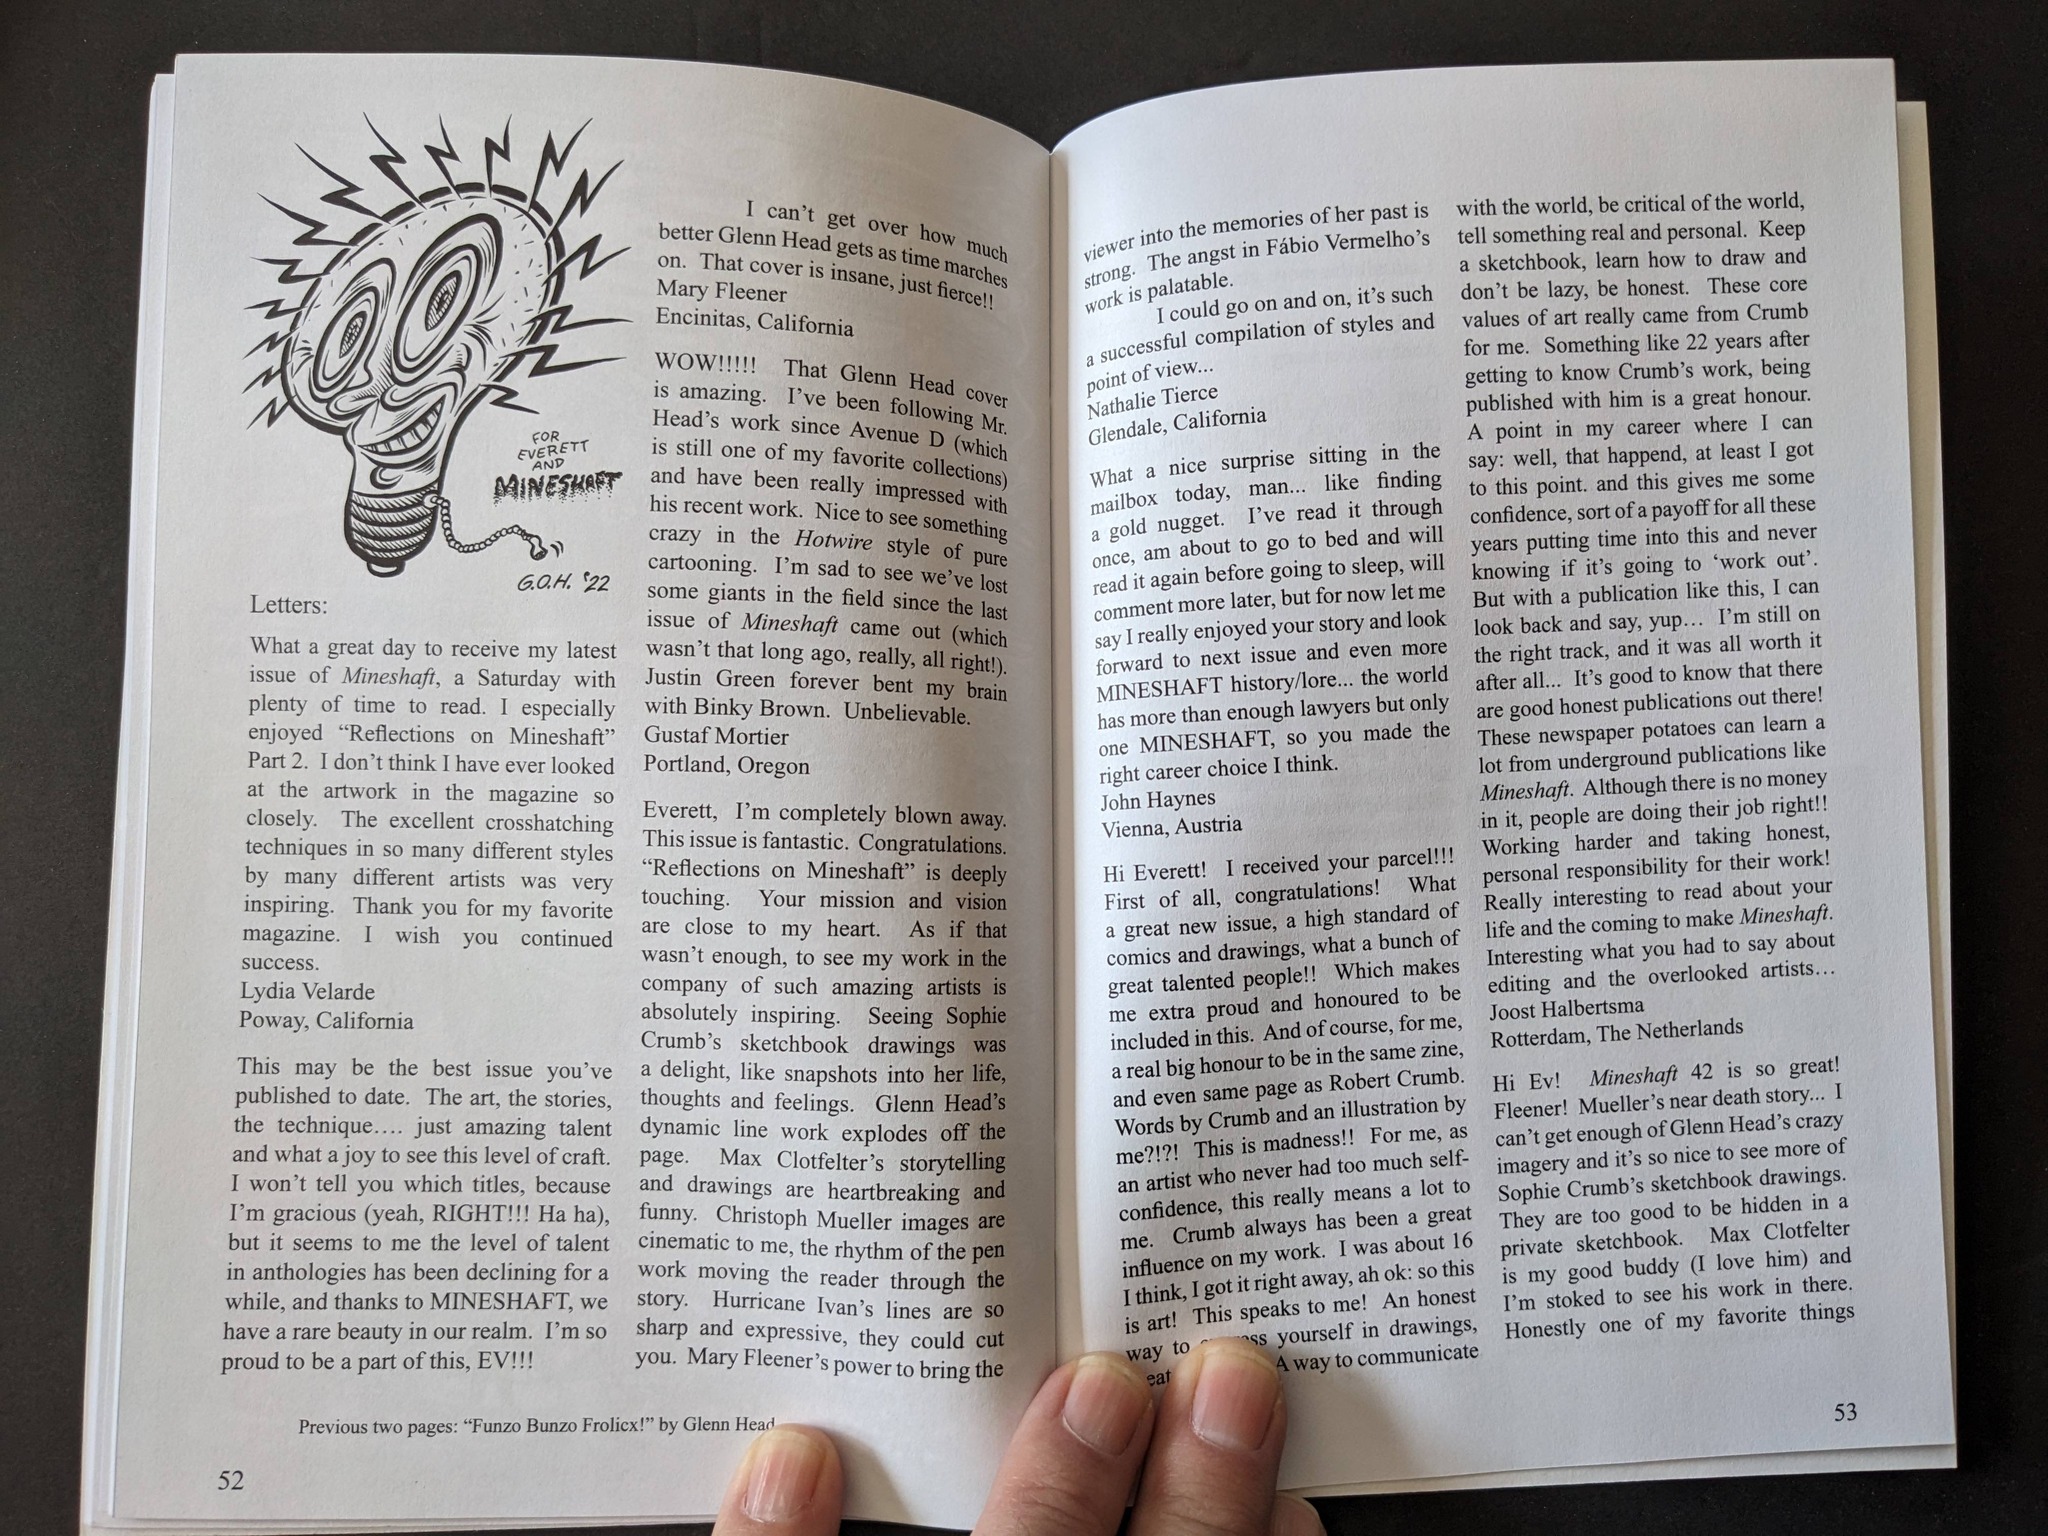 FOR
EVERETT
AND
MINESHAFT
G.O.H. '22
Letters:
What a great day to receive my latest
issue of Mineshaft, a Saturday with
plenty of time to read. I especially
enjoyed “Reflections on Mineshaft”
Part 2. I don’t think I have ever looked
at the artwork in the magazine so
closely. The excellent crosshatching
techniques in so many different styles
by many different artists was very
inspiring. Thank you for my favorite
magazine. I wish you continued
success.
Lydia Velarde
Poway, California
This may be the best issue you’ve
published to date. The art, the stories,
the technique.... just amazing talent
and what a joy to see this level of craft.
I won’t tell you which titles, because
I’m gracious (yeah, RIGHT!!! Ha ha),
but it seems to me the level of talent
in anthologies has been declining for a
while, and thanks to MINESHAFT, we
have a rare beauty in our realm. I’m so
proud to be a part of this, EV!!!
I can’t get over how much
better Glenn Head gets as time marches
on. That cover is insane, just fierce!!
Mary Fleener
Encinitas, California
WOW!!!!! That Glenn Head cover
is amazing. I’ve been following Mr.
Head’s work since Avenue D (which
is still one of my favorite collections)
and have been really impressed with
his recent work. Nice to see something
crazy in the Hotwire style of pure
cartooning. I’m sad to see we’ve lost
some giants in the field since the last
issue of Mineshaft came out (which
wasn’t that long ago, really, all right!).
Justin Green forever bent my brain
with Binky Brown. Unbelievable.
Gustaf Mortier
Portland, Oregon
Everett, I’m completely blown away.
This issue is fantastic. Congratulations.
“Reflections on Mineshaft” is deeply
touching. Your mission and vision
are close to my heart. As if that
wasn’t enough, to see my work in the
company of such amazing artists is
absolutely inspiring. Seeing Sophie
Crumb’s sketchbook drawings was
a delight, like snapshots into her life,
thoughts and feelings. Glenn Head’s
dynamic line work explodes off the
page. Max Clotfelter’s storytelling
and drawings are heartbreaking and
funny. Christoph Mueller images are
cinematic to me, the rhythm of the pen
work moving the reader through the
story. Hurricane Ivan’s lines are so
sharp and expressive, they could cut
you. Mary Fleener’s power to bring the
Previous two pages: “Funzo Bunzo Frolicx!” by Glenn Head
52
viewer into the memories of her past is
strong. The angst in Fábio Vermelho’s
work is palatable.
I could go on and on, it’s such
a successful compilation of styles and
point of view...
Nathalie Tierce
Glendale, California
What a nice surprise sitting in the
mailbox today, man... like finding
a gold nugget. I’ve read it through
once, am about to go to bed and will
read it again before going to sleep, will
comment more later, but for now let me
say I really enjoyed your story and look
forward to next issue and even more
MINESHAFT history/lore... the world
has more than enough lawyers but only
one MINESHAFT, so you made the
right career choice I think.
John Haynes
Vienna, Austria
Hi Everett! I received your parcel!!!
First of all, congratulations! What
a great new issue, a high standard of
comics and drawings, what a bunch of
great talented people!! Which makes
me extra proud and honoured to be
included in this. And of course, for me,
a real big honour to be in the same zine,
and even same page as Robert Crumb.
Words by Crumb and an illustration by
me?!?! This is madness!! For me, as
an artist who never had too much self-
confidence, this really means a lot to
me. Crumb always has been a great
influence on my work. I was about 16
I think, I got it right away, ah ok: so this
is art! This speaks to me! An honest
way to yourself in drawings,
A way to communicate
with the world, be critical of the world,
tell something real and personal. Keep
a sketchbook, learn how to draw and
don’t be lazy, be honest. These core
values of art really came from Crumb
for me. Something like 22 years after
getting to know Crumb’s work, being
published with him is a great honour.
A point in my career where I can
say: well, that happend, at least I got
to this point. and this gives me some
confidence, sort of a payoff for all these
years putting time into this and never
knowing if it’s going to ‘work out’.
But with a publication like this, I can
look back and say, yup… I’m still on
the right track, and it was all worth it
after all... It’s good to know that there
are good honest publications out there!
These newspaper potatoes can learn a
lot from underground publications like
Mineshaft. Although there is no money
in it, people are doing their job right!!
Working harder and taking honest,
personal responsibility for their work!
Really interesting to read about your
life and the coming to make Mineshaft.
Interesting what you had to say about
editing and the overlooked artists…
Joost Halbertsma
Rotterdam, The Netherlands
Hi Ev! Mineshaft 42 is so great!
Fleener! Mueller’s near death story... I
can’t get enough of Glenn Head’s crazy
imagery and it’s so nice to see more of
Sophie Crumb’s sketchbook drawings.
They are too good to be hidden in a
private sketchbook. Max Clotfelter
is my good buddy (I love him) and
I’m stoked to see his work in there.
Honestly one of my favorite things
53